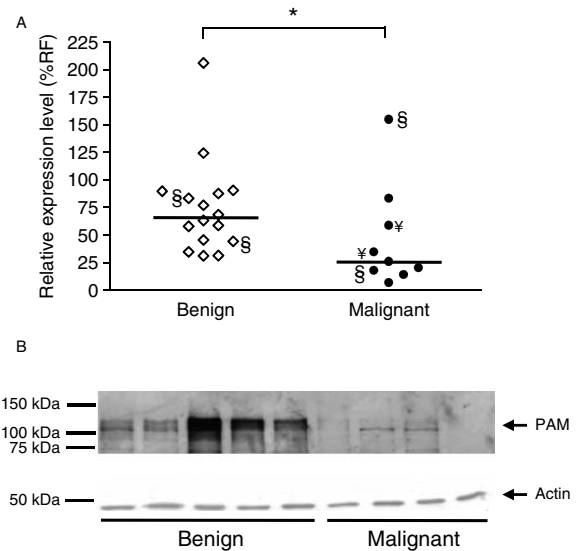 A
*
Relative expression level (%RF)
225
200
175
150
125
100
75
50
25
0
§
§
§
§
§
§
¥
¥
§
§
Benign
Malignant
B
150 kDa
100 kDa
75 kDa
50 kDa
PAM
Actin
Benign
Malignant